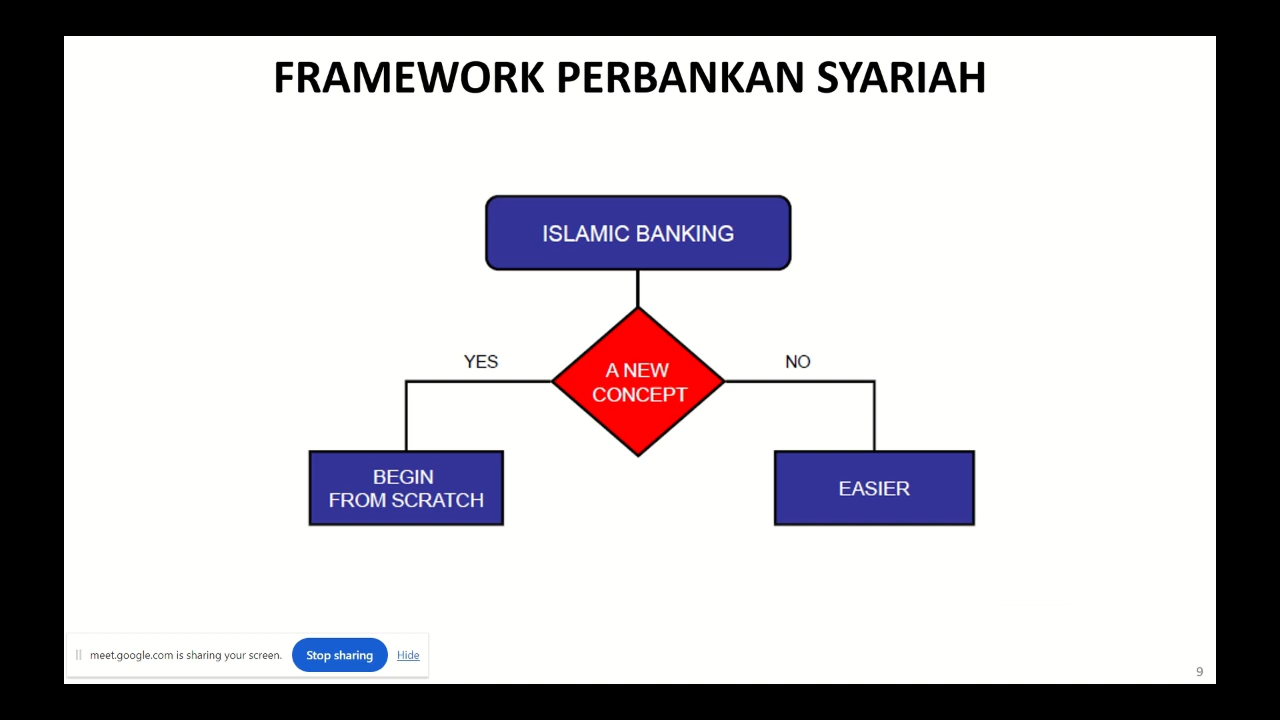 FRAMEWORK PERBANKAN SYARIAH
ISLAMIC BANKING
YES
A NEW
CONCEPT
NO
BEGIN
FROM SCRATCH
EASIER
meet.google.com is sharing your screen.
Stop sharing
Hide
9